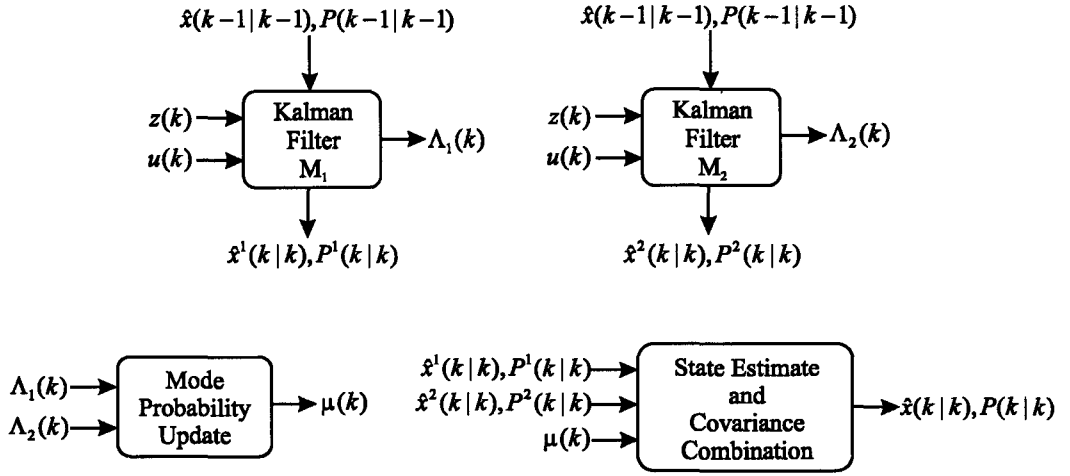 x̂(k−1|k−1), P(k−1|k−1)
z(k)
u(k)
Kalman
Filter
M₁
Λ₁(k)
x̂¹(k|k), P¹(k|k)
x̂(k−1|k−1), P(k−1|k−1)
z(k)
u(k)
Kalman
Filter
M₂
Λ₂(k)
x̂²(k|k), P²(k|k)
Λ₁(k)
Λ₂(k)
Mode
Probability
Update
μ(k)
x̂¹(k|k), P¹(k|k)
x̂²(k|k), P²(k|k)
μ(k)
State Estimate
and
Covariance
Combination
x̂(k|k), P(k|k)